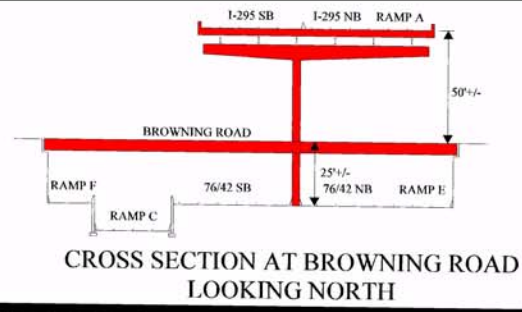 I-295 SB I-295 NB RAMP A
50'+/-
BROWNING ROAD
25'+/-
RAMP F 76/42 SB 76/42 NB RAMP E
RAMP C
CROSS SECTION AT BROWNING ROAD
LOOKING NORTH